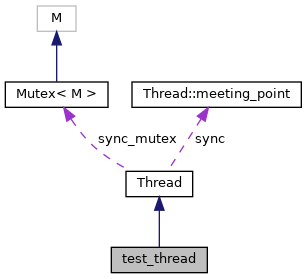 M
Mutex< M >
Thread::meeting_point
sync_mutex
sync
Thread
test_thread